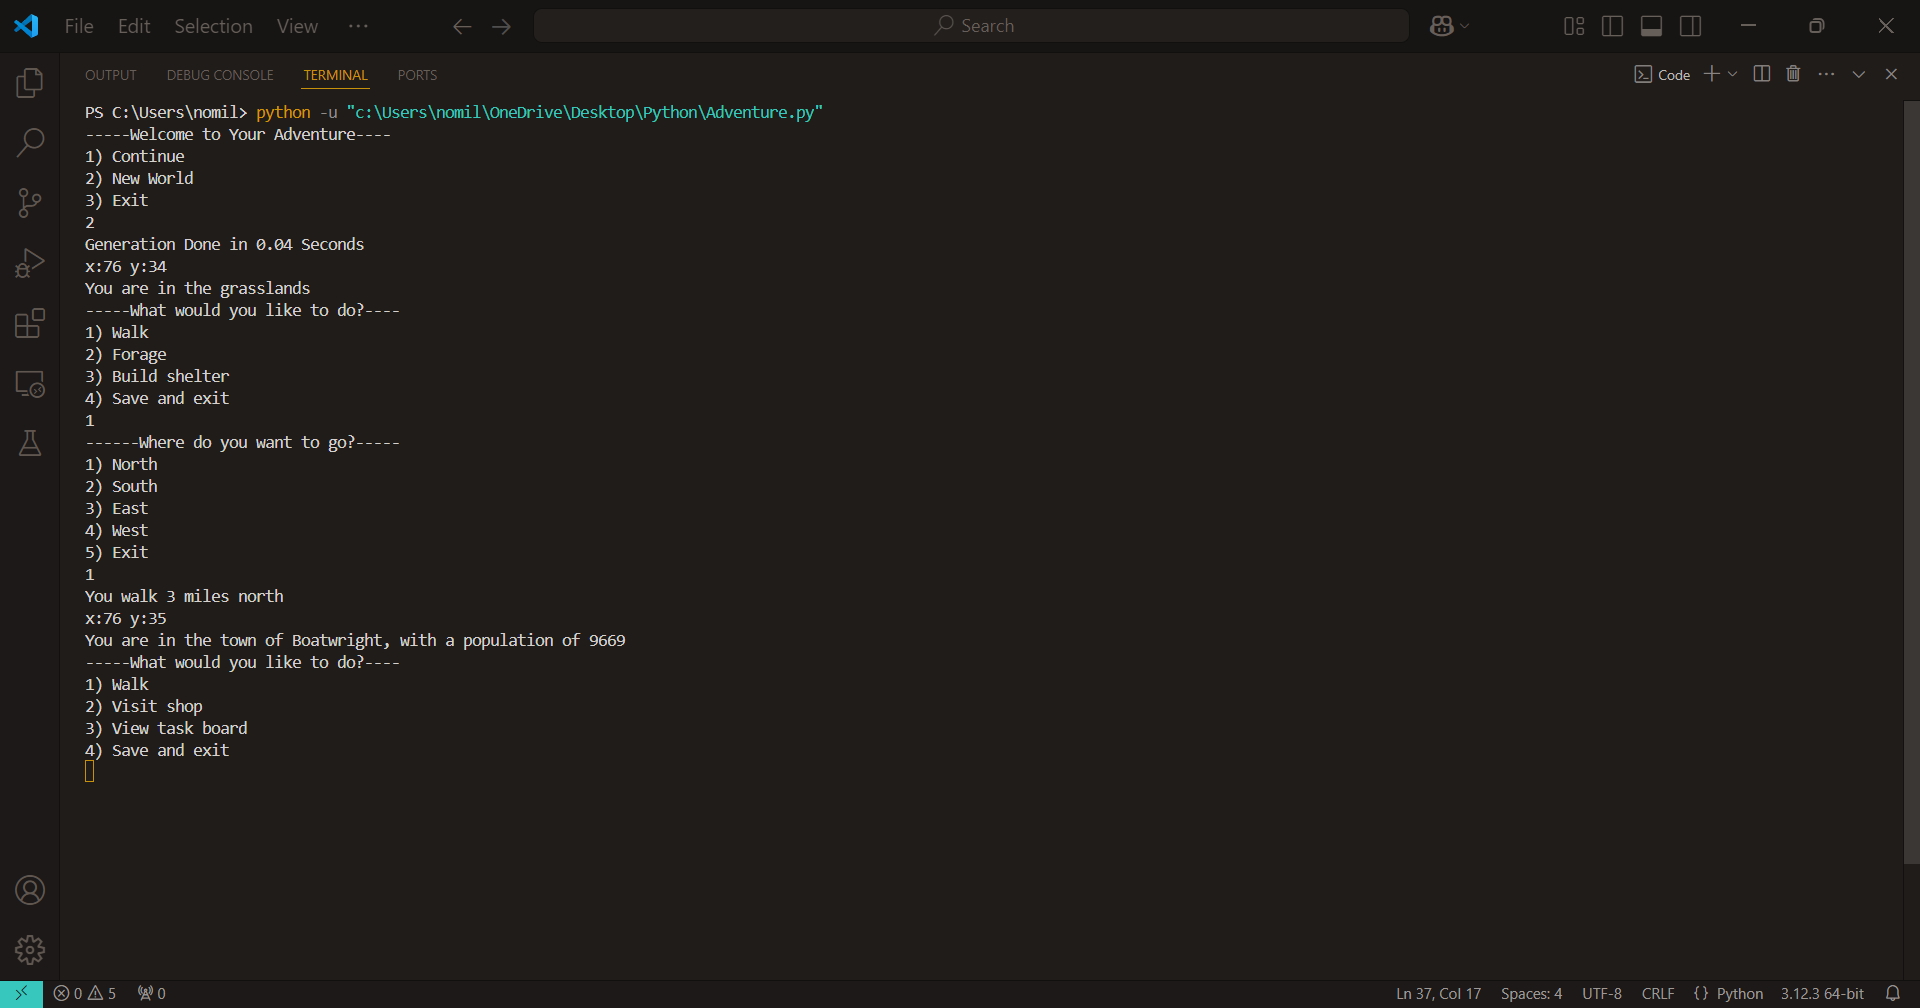 File Edit Selection View ··· Search
OUTPUT DEBUG CONSOLE TERMINAL PORTS Code
PS C:\Users\nomil> python -u "c:\Users\nomil\OneDrive\Desktop\Python\Adventure.py"
-----Welcome to Your Adventure----
1) Continue
2) New World
3) Exit
2
Generation Done in 0.04 Seconds
x:76 y:34
You are in the grasslands
-----What would you like to do?----
1) Walk
2) Forage
3) Build shelter
4) Save and exit
1
------Where do you want to go?-----
1) North
2) South
3) East
4) West
5) Exit
1
You walk 3 miles north
x:76 y:35
You are in the town of Boatwright, with a population of 9669
-----What would you like to do?----
1) Walk
2) Visit shop
3) View task board
4) Save and exit
0 5 0 Ln 37, Col 17 Spaces: 4 UTF-8 CRLF {} Python 3.12.3 64-bit